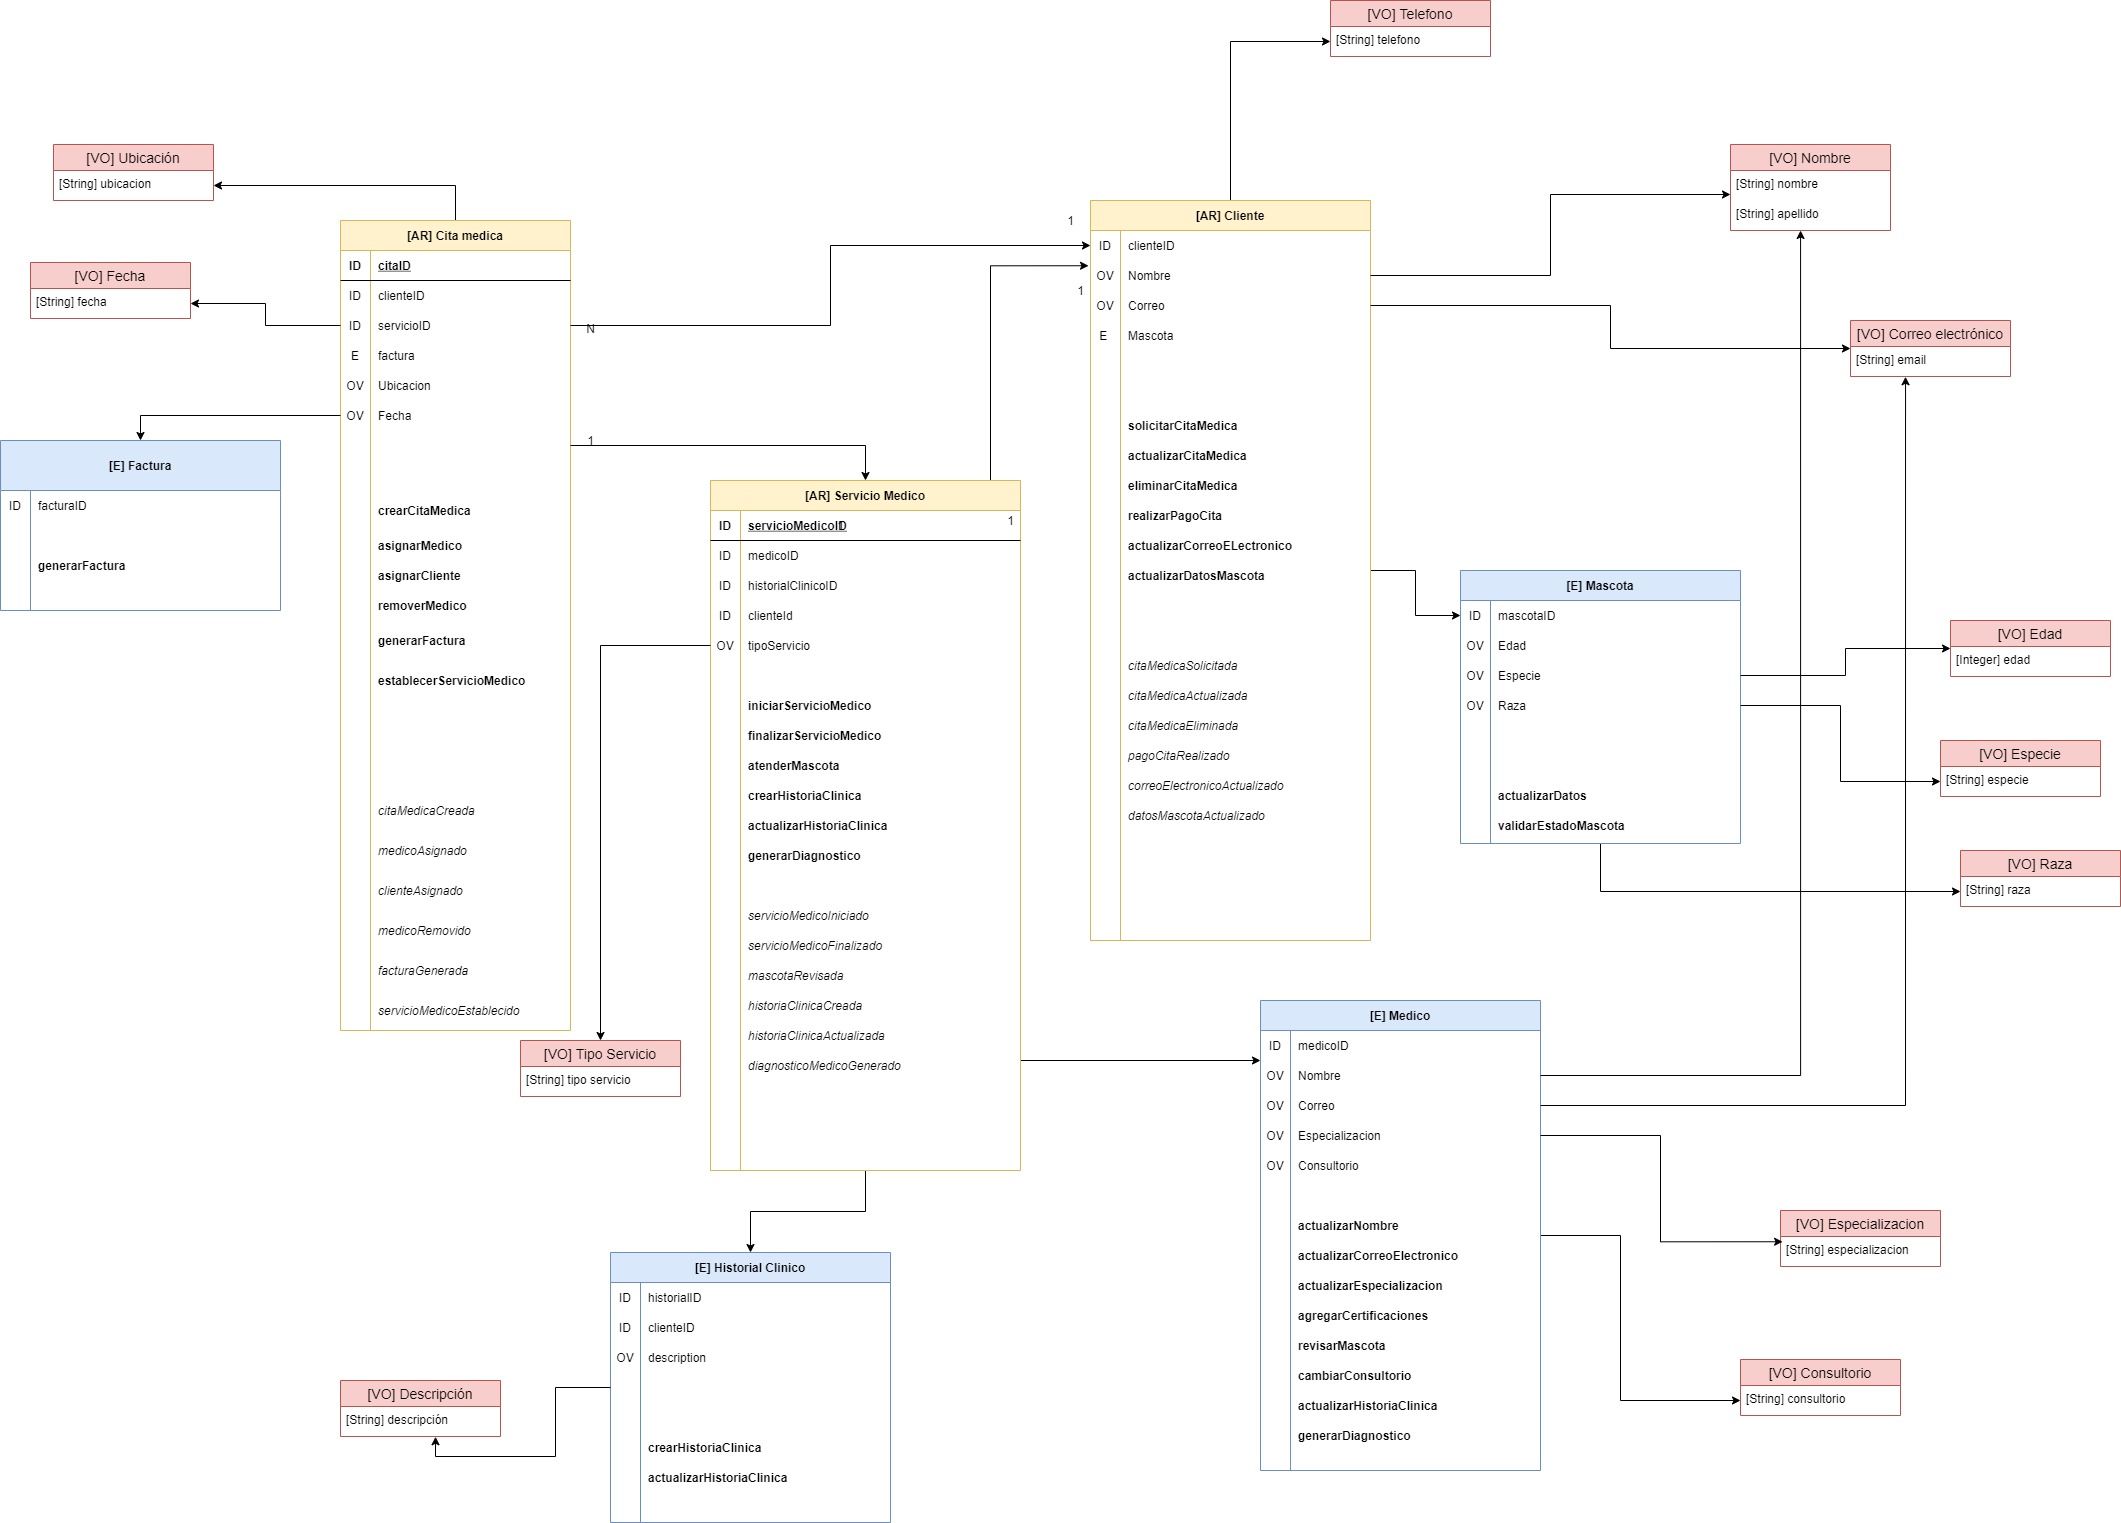 [VO] Telefono
[String] telefono
[VO] Ubicación
[String] ubicacion
[VO] Nombre
[String] nombre
[String] apellido
[VO] Fecha
[String] fecha
[AR] Cita medica
ID citaID
ID clienteID
ID servicioID
E factura
OV Ubicacion
OV Fecha
crearCitaMedica
asignarMedico
asignarCliente
removerMedico
generarFactura
establecerServicioMedico
citaMedicaCreada
medicoAsignado
clienteAsignado
medicoRemovido
facturaGenerada
servicioMedicoEstablecido
N
1
1
1
1
[AR] Cliente
ID clienteID
OV Nombre
OV Correo
E Mascota
solicitarCitaMedica
actualizarCitaMedica
eliminarCitaMedica
realizarPagoCita
actualizarCorreoELectronico
actualizarDatosMascota
citaMedicaSolicitada
citaMedicaActualizada
citaMedicaEliminada
pagoCitaRealizado
correoElectronicoActualizado
datosMascotaActualizado
[VO] Correo electrónico
[String] email
[E] Factura
ID facturaID
generarFactura
[AR] Servicio Medico
ID servicioMedicoID
ID medicoID
ID historialClinicoID
ID clienteId
OV tipoServicio
iniciarServicioMedico
finalizarServicioMedico
atenderMascota
crearHistoriaClinica
actualizarHistoriaClinica
generarDiagnostico
servicioMedicoIniciado
servicioMedicoFinalizado
mascotaRevisada
historiaClinicaCreada
historiaClinicaActualizada
diagnosticoMedicoGenerado
[E] Mascota
ID mascotaID
OV Edad
OV Especie
OV Raza
actualizarDatos
validarEstadoMascota
[VO] Edad
[Integer] edad
[VO] Especie
[String] especie
[VO] Raza
[String] raza
[VO] Tipo Servicio
[String] tipo servicio
[E] Medico
ID medicoID
OV Nombre
OV Correo
OV Especializacion
OV Consultorio
actualizarNombre
actualizarCorreoElectronico
actualizarEspecializacion
agregarCertificaciones
revisarMascota
cambiarConsultorio
actualizarHistoriaClinica
generarDiagnostico
[VO] Especializacion
[String] especializacion
[VO] Consultorio
[String] consultorio
[E] Historial Clinico
ID historialID
ID clienteID
OV description
crearHistoriaClinica
actualizarHistoriaClinica
[VO] Descripción
[String] descripción